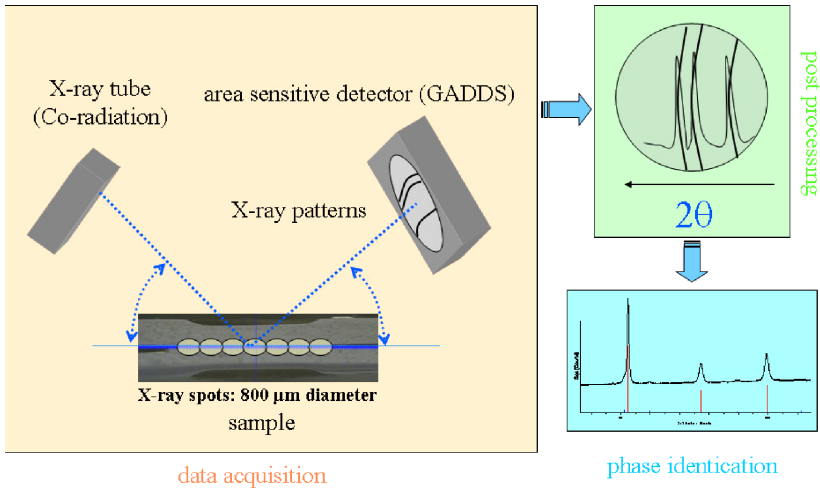 X-ray tube
(Co-radiation)
area sensitive detector (GADDS)
X-ray patterns
X-ray spots: 800 µm diameter
sample
data acquisition
2θ
post processing
phase identication